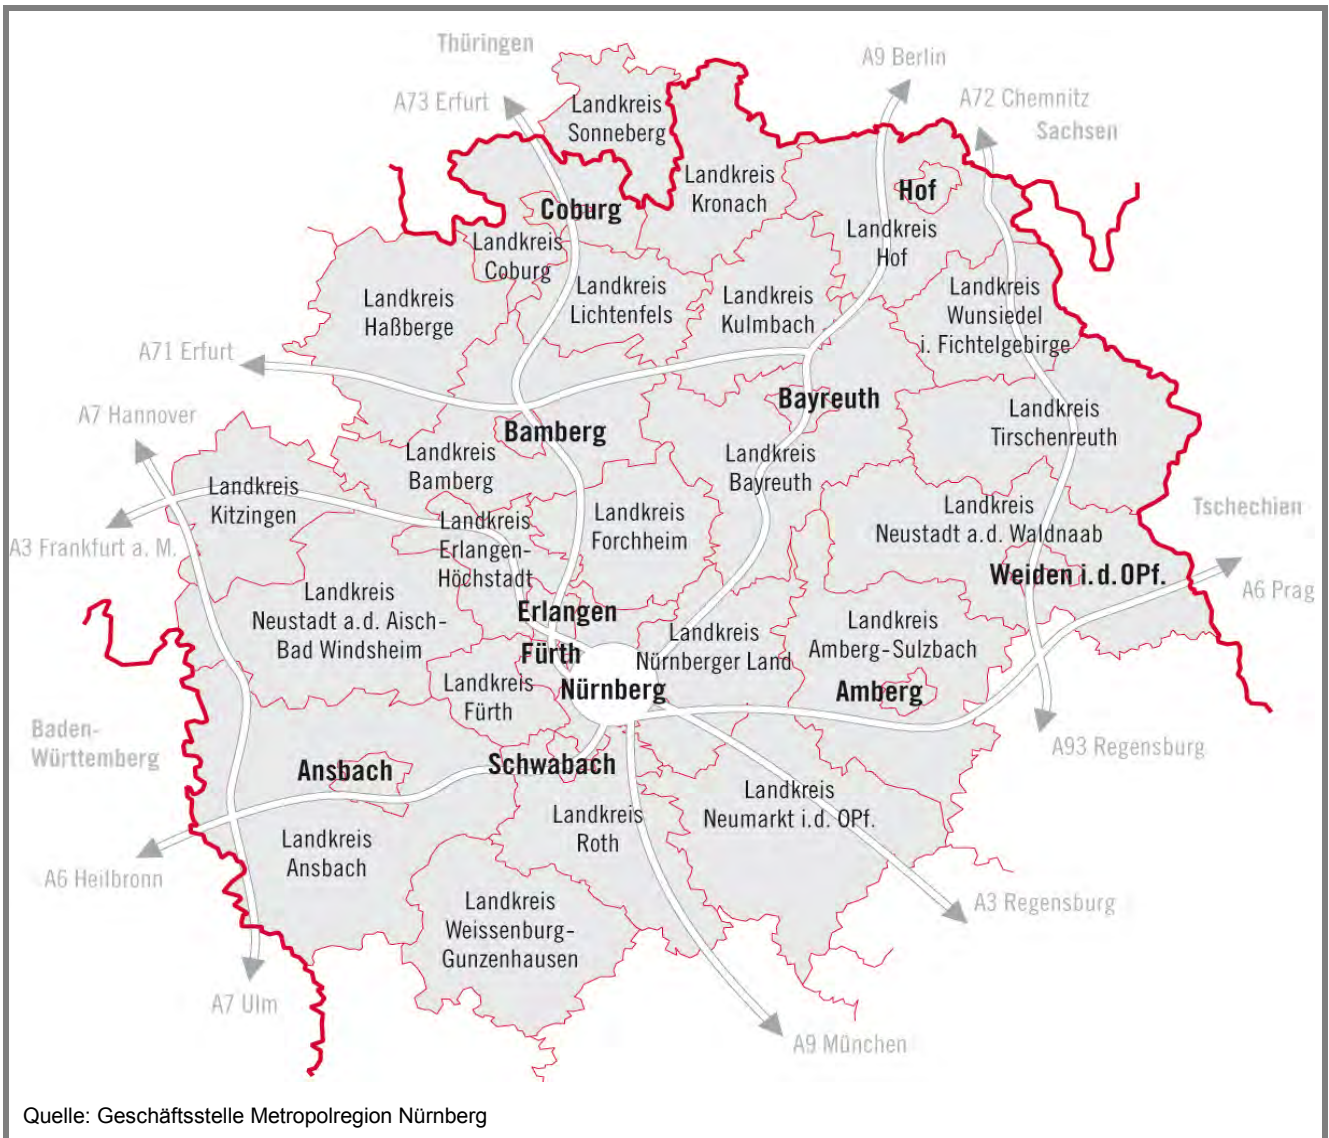 Thüringen
A9 Berlin
A73 Erfurt
A72 Chemnitz
Sachsen
Landkreis
Sonneberg
Landkreis
Kronach
Hof
Landkreis
Hof
Coburg
Landkreis
Coburg
Landkreis
Haßberge
Landkreis
Lichtenfels
Landkreis
Kulmbach
Landkreis
Wunsiedel
i. Fichtelgebirge
A71 Erfurt
A7 Hannover
Bayreuth
Landkreis
Tirschenreuth
Bamberg
Landkreis
Bamberg
Landkreis
Bayreuth
Landkreis
Kitzingen
Landkreis
Erlangen-
Höchstadt
Landkreis
Forchheim
Landkreis
Neustadt a.d. Waldnaab
Tschechien
A3 Frankfurt a. M.
Weiden i.d.OPf.
A6 Prag
Landkreis
Neustadt a.d. Aisch-
Bad Windsheim
Erlangen
Fürth
Nürnberg
Landkreis
Nürnberger Land
Landkreis
Amberg-Sulzbach
Amberg
Landkreis
Fürth
Baden-
Württemberg
A93 Regensburg
Ansbach
Schwabach
Landkreis
Neumarkt i.d. OPf.
Landkreis
Roth
Landkreis
Ansbach
A6 Heilbronn
Landkreis
Weissenburg-
Gunzenhausen
A3 Regensburg
A7 Ulm
A9 München
Quelle: Geschäftsstelle Metropolregion Nürnberg